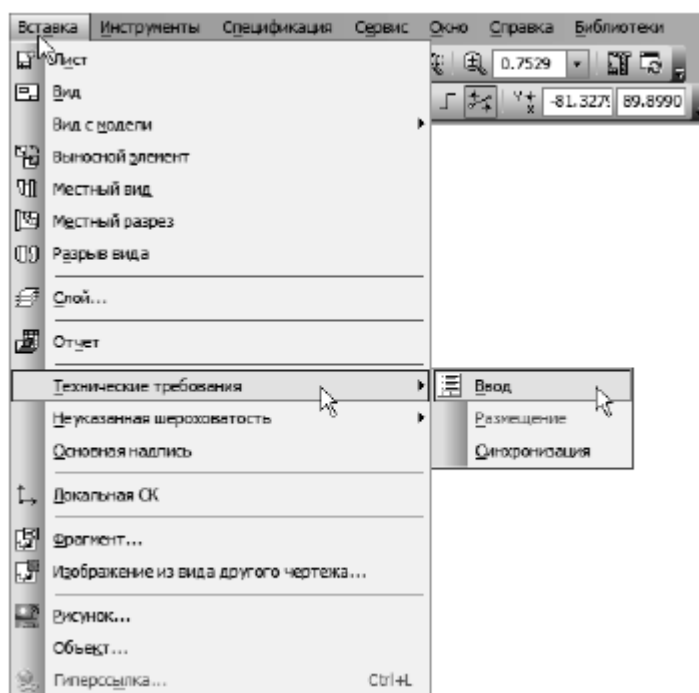 Вставка Инструменты Спецификация Сервис Окно Справка Библиотеки
Лист
0.7529
Вид
-81.3279 89.8990
Вид с модели
Выносной элемент
Местный вид
Местный разрез
Разрыв вида
Слой...
Отчет
Технические требования
Ввод
Неуказанная шероховатость
Размещение
Основная надпись
Синхронизация
Локальная СК
Фрагмент...
Изображение из вида другого чертежа...
Рисунок...
Объект...
Гиперссылка... Ctrl+L